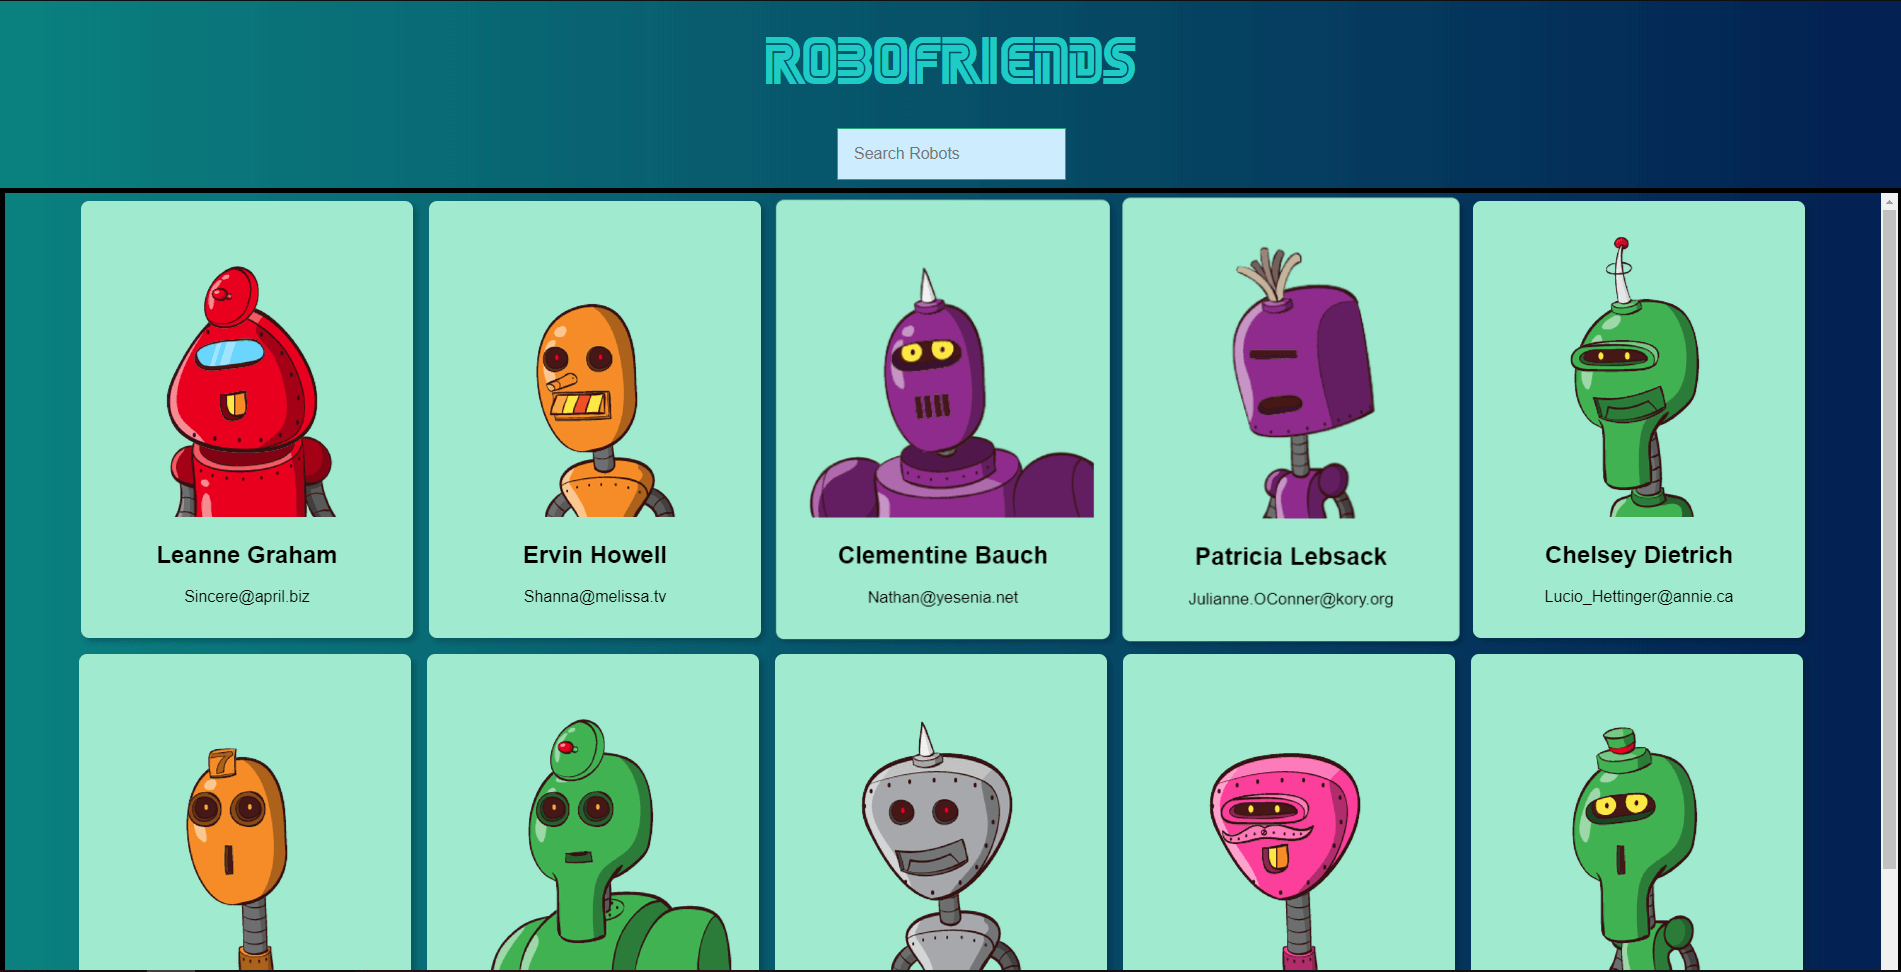 ROBOFRIENDS
Search Robots
Leanne Graham
Sincere@april.biz
Ervin Howell
Shanna@melissa.tv
Clementine Bauch
Nathan@yesenia.net
Patricia Lebsack
Julianne.OConner@kory.org
Chelsey Dietrich
Lucio_Hettinger@annie.ca
7